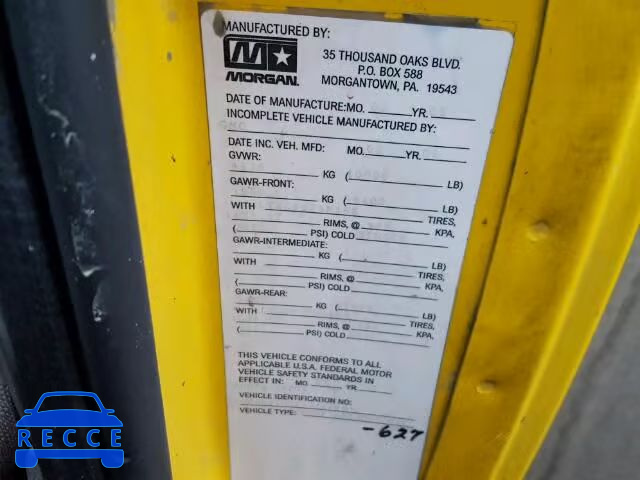 MANUFACTURED BY:
MORGAN.
35 THOUSAND OAKS BLVD.
P.O. BOX 588
MORGANTOWN, PA. 19543
DATE OF MANUFACTURE: MO. YR.
INCOMPLETE VEHICLE MANUFACTURED BY:
DATE INC. VEH. MFD: MO. YR.
GVWR:
KG ( LB)
GAWR-FRONT:
KG ( LB)
WITH TIRES,
RIMS, @ KPA,
( PSI) COLD
GAWR-INTERMEDIATE:
KG ( LB)
WITH TIRES,
RIMS, @ KPA,
( PSI) COLD
GAWR-REAR:
KG ( LB)
WITH TIRES,
RIMS, @ KPA,
( PSI) COLD
THIS VEHICLE CONFORMS TO ALL
APPLICABLE U.S.A. FEDERAL MOTOR
VEHICLE SAFETY STANDARDS IN
EFFECT IN: MO. YR.
VEHICLE IDENTIFICATION NO:
VEHICLE TYPE:
-627
RECCE